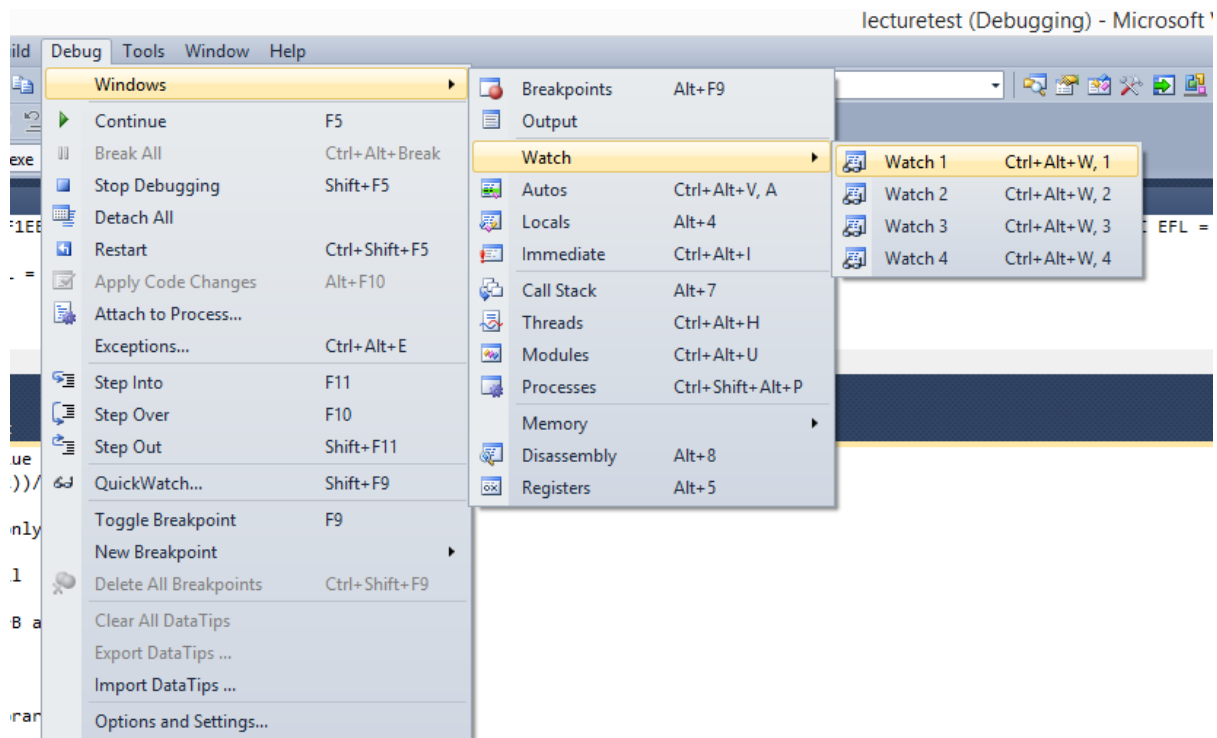 lecturetest (Debugging) - Microsoft
ild Debug Tools Window Help
Windows
Continue F5
Break All Ctrl+Alt+Break
Stop Debugging Shift+F5
Detach All
Restart Ctrl+Shift+F5
Apply Code Changes Alt+F10
Attach to Process...
Exceptions... Ctrl+Alt+E
Step Into F11
Step Over F10
Step Out Shift+F11
QuickWatch... Shift+F9
Toggle Breakpoint F9
New Breakpoint
Delete All Breakpoints Ctrl+Shift+F9
Clear All DataTips
Export DataTips ...
Import DataTips ...
Options and Settings...
Breakpoints Alt+F9
Output
Watch
Autos Ctrl+Alt+V, A
Locals Alt+4
Immediate Ctrl+Alt+I
Call Stack Alt+7
Threads Ctrl+Alt+H
Modules Ctrl+Alt+U
Processes Ctrl+Shift+Alt+P
Memory
Disassembly Alt+8
Registers Alt+5
Watch 1 Ctrl+Alt+W, 1
Watch 2 Ctrl+Alt+W, 2
Watch 3 Ctrl+Alt+W, 3
Watch 4 Ctrl+Alt+W, 4
exe
EFL =
ue
))/
only
l
B a
rar